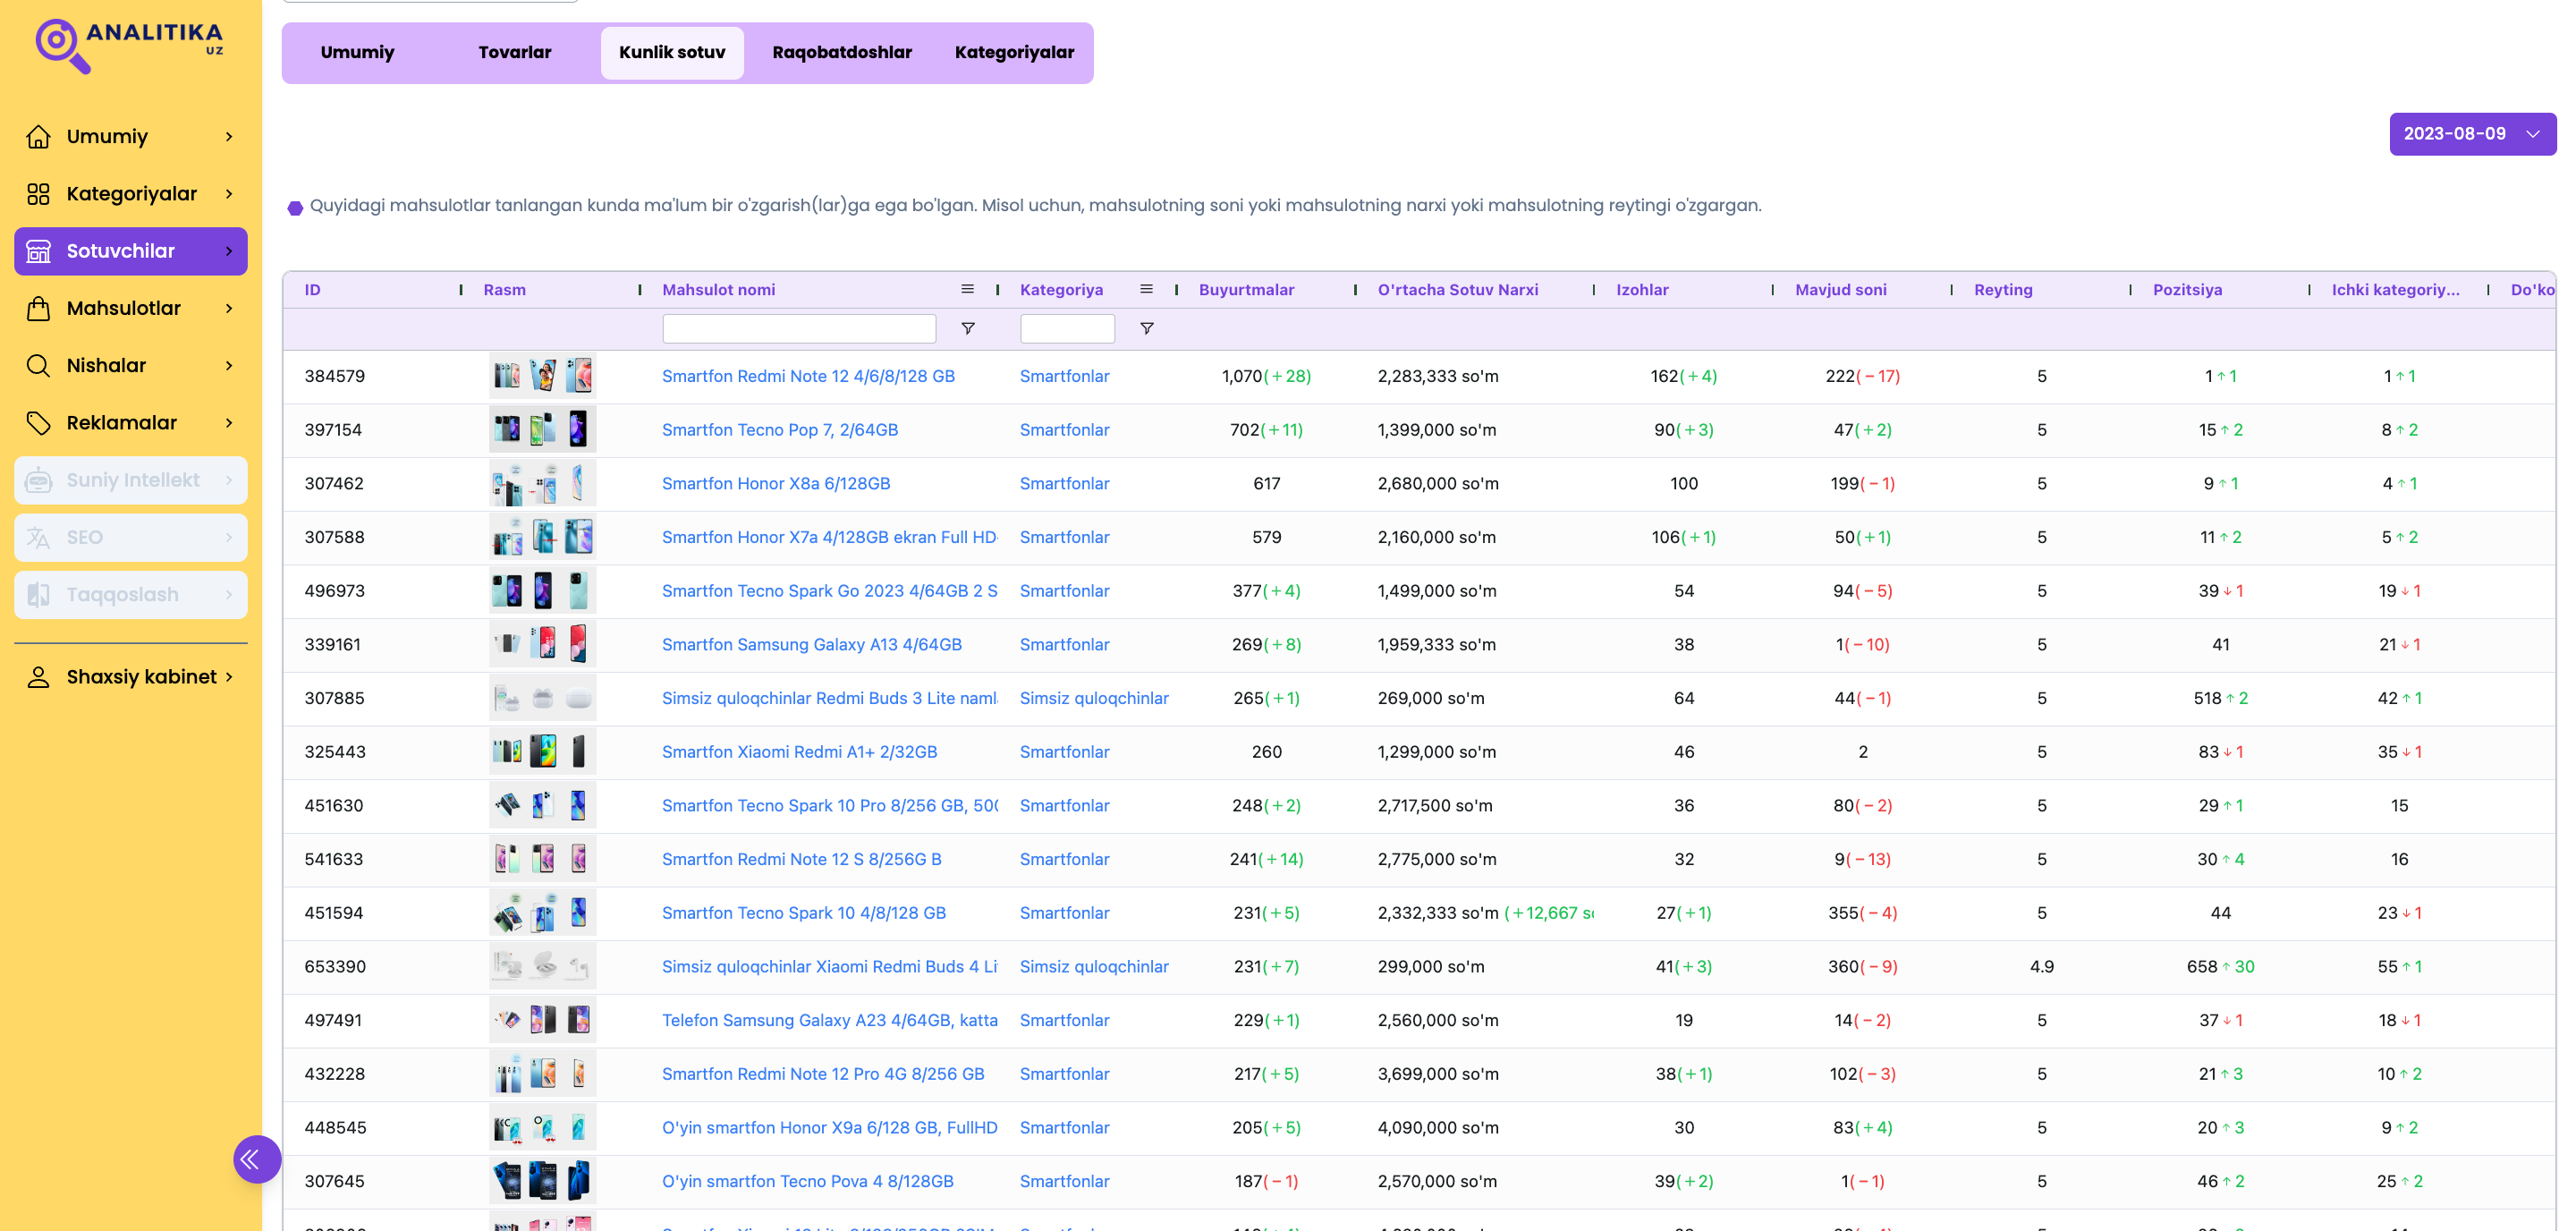 ANALITIKA
UZ
Umumiy
Kategoriyalar
Sotuvchilar
Mahsulotlar
Nishalar
Reklamalar
Suniy Intellekt
SEO
Taqqoslash
Shaxsiy kabinet
Umumiy Tovarlar Kunlik sotuv Raqobatdoshlar Kategoriyalar
2023-08-09
Quyidagi mahsulotlar tanlangan kunda ma'lum bir o'zgarish(lar)ga ega bo'lgan. Misol uchun, mahsulotning soni yoki mahsulotning narxi yoki mahsulotning reytingi o'zgargan.
ID Rasm Mahsulot nomi Kategoriya Buyurtmalar O'rtacha Sotuv Narxi Izohlar Mavjud soni Reyting Pozitsiya Ichki kategoriy... Do'ko
384579 Smartfon Redmi Note 12 4/6/8/128 GB Smartfonlar 1,070(+28) 2,283,333 so'm 162(+4) 222(−17) 5 1 ↑ 1 1 ↑ 1
397154 Smartfon Tecno Pop 7, 2/64GB Smartfonlar 702(+11) 1,399,000 so'm 90(+3) 47(+2) 5 15 ↑ 2 8 ↑ 2
307462 Smartfon Honor X8a 6/128GB Smartfonlar 617 2,680,000 so'm 100 199(−1) 5 9 ↑ 1 4 ↑ 1
307588 Smartfon Honor X7a 4/128GB ekran Full HD Smartfonlar 579 2,160,000 so'm 106(+1) 50(+1) 5 11 ↑ 2 5 ↑ 2
496973 Smartfon Tecno Spark Go 2023 4/64GB 2 S Smartfonlar 377(+4) 1,499,000 so'm 54 94(−5) 5 39 ↓ 1 19 ↓ 1
339161 Smartfon Samsung Galaxy A13 4/64GB Smartfonlar 269(+8) 1,959,333 so'm 38 1(−10) 5 41 21 ↓ 1
307885 Simsiz quloqchinlar Redmi Buds 3 Lite naml Simsiz quloqchinlar 265(+1) 269,000 so'm 64 44(−1) 5 518 ↑ 2 42 ↑ 1
325443 Smartfon Xiaomi Redmi A1+ 2/32GB Smartfonlar 260 1,299,000 so'm 46 2 5 83 ↓ 1 35 ↓ 1
451630 Smartfon Tecno Spark 10 Pro 8/256 GB, 50 Smartfonlar 248(+2) 2,717,500 so'm 36 80(−2) 5 29 ↑ 1 15
541633 Smartfon Redmi Note 12 S 8/256G B Smartfonlar 241(+14) 2,775,000 so'm 32 9(−13) 5 30 ↑ 4 16
451594 Smartfon Tecno Spark 10 4/8/128 GB Smartfonlar 231(+5) 2,332,333 so'm (+12,667 s 27(+1) 355(−4) 5 44 23 ↓ 1
653390 Simsiz quloqchinlar Xiaomi Redmi Buds 4 Li Simsiz quloqchinlar 231(+7) 299,000 so'm 41(+3) 360(−9) 4.9 658 ↑ 30 55 ↑ 1
497491 Telefon Samsung Galaxy A23 4/64GB, katta Smartfonlar 229(+1) 2,560,000 so'm 19 14(−2) 5 37 ↓ 1 18 ↓ 1
432228 Smartfon Redmi Note 12 Pro 4G 8/256 GB Smartfonlar 217(+5) 3,699,000 so'm 38(+1) 102(−3) 5 21 ↑ 3 10 ↑ 2
448545 O'yin smartfon Honor X9a 6/128 GB, FullHD Smartfonlar 205(+5) 4,090,000 so'm 30 83(+4) 5 20 ↑ 3 9 ↑ 2
307645 O'yin smartfon Tecno Pova 4 8/128GB Smartfonlar 187(−1) 2,570,000 so'm 39(+2) 1(−1) 5 46 ↑ 2 25 ↑ 2